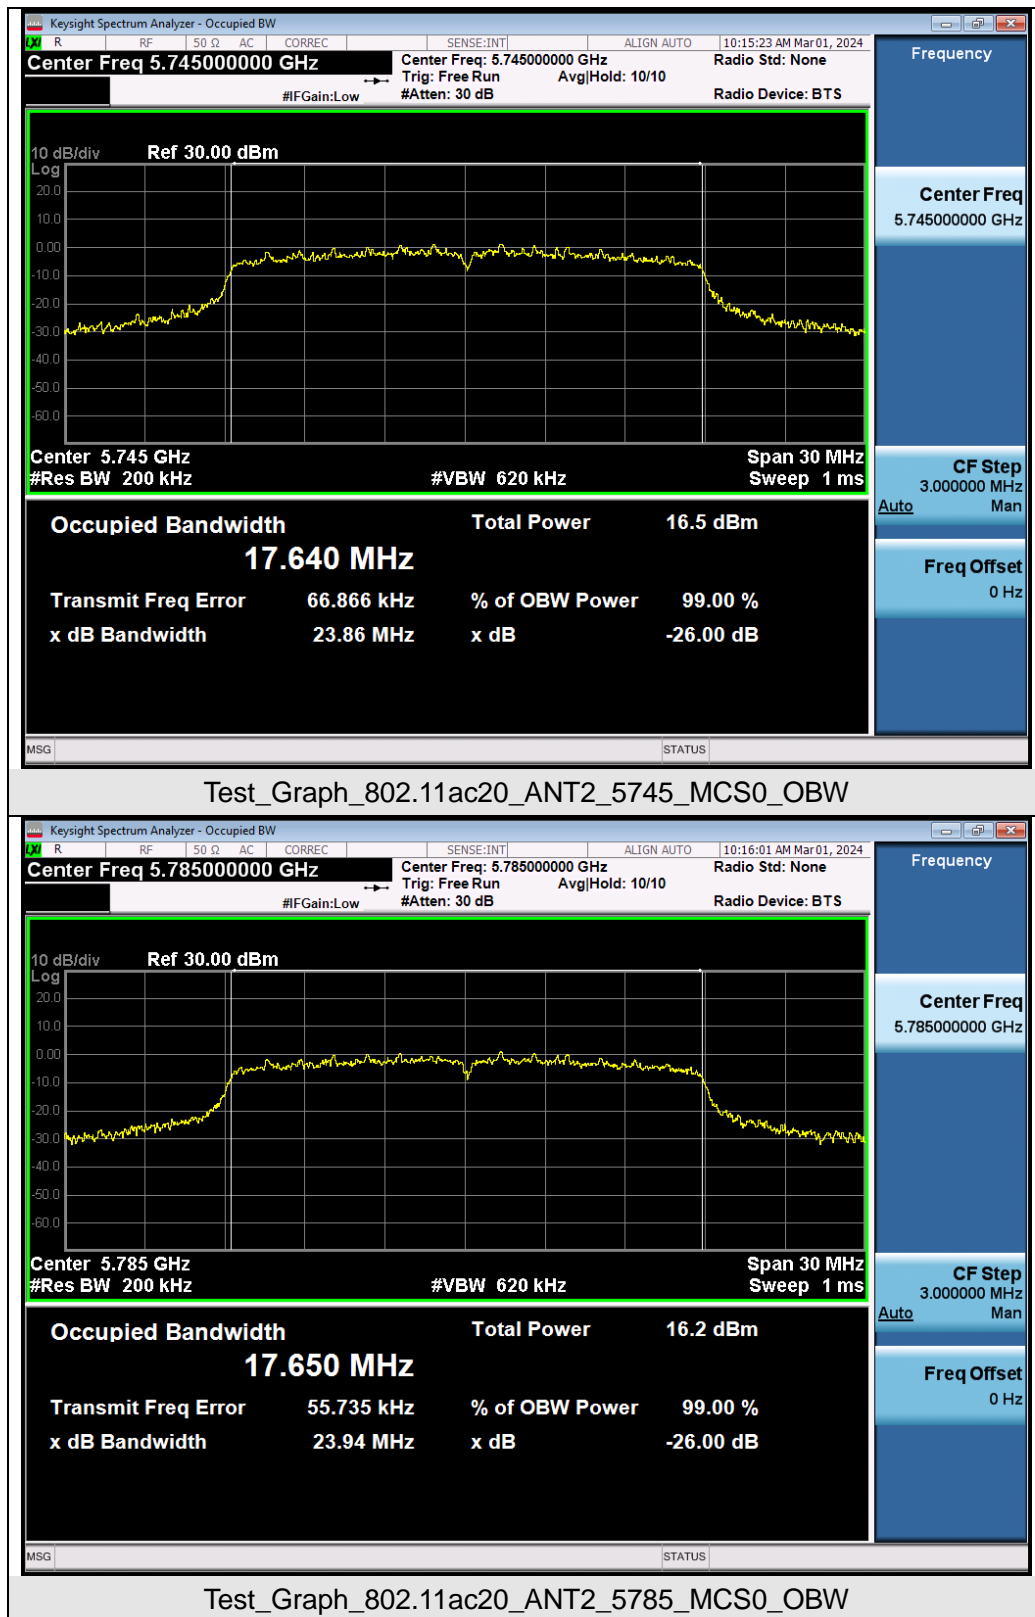 Keysight Spectrum Analyzer - Occupied BW
LXI R RF 50 Ω AC CORREC SENSE:INT ALIGN AUTO 10:15:23 AM Mar 01, 2024
Center Freq 5.745000000 GHz
Center Freq: 5.745000000 GHz
Radio Std: None
Trig: Free Run Avg|Hold: 10/10
#IFGain:Low #Atten: 30 dB Radio Device: BTS
Frequency
10 dB/div Ref 30.00 dBm
Log
20.0
10.0
0.00
-10.0
-20.0
-30.0
-40.0
-50.0
-60.0
Center Freq
5.745000000 GHz
Center 5.745 GHz Span 30 MHz
#Res BW 200 kHz #VBW 620 kHz Sweep 1 ms
CF Step
3.000000 MHz
Auto Man
Freq Offset
0 Hz
Occupied Bandwidth Total Power 16.5 dBm
17.640 MHz
Transmit Freq Error 66.866 kHz % of OBW Power 99.00 %
x dB Bandwidth 23.86 MHz x dB -26.00 dB
MSG STATUS
Test_Graph_802.11ac20_ANT2_5745_MCS0_OBW
Keysight Spectrum Analyzer - Occupied BW
LXI R RF 50 Ω AC CORREC SENSE:INT ALIGN AUTO 10:16:01 AM Mar 01, 2024
Center Freq 5.785000000 GHz
Center Freq: 5.785000000 GHz
Radio Std: None
Trig: Free Run Avg|Hold: 10/10
#IFGain:Low #Atten: 30 dB Radio Device: BTS
Frequency
10 dB/div Ref 30.00 dBm
Log
20.0
10.0
0.00
-10.0
-20.0
-30.0
-40.0
-50.0
-60.0
Center Freq
5.785000000 GHz
Center 5.785 GHz Span 30 MHz
#Res BW 200 kHz #VBW 620 kHz Sweep 1 ms
CF Step
3.000000 MHz
Auto Man
Freq Offset
0 Hz
Occupied Bandwidth Total Power 16.2 dBm
17.650 MHz
Transmit Freq Error 55.735 kHz % of OBW Power 99.00 %
x dB Bandwidth 23.94 MHz x dB -26.00 dB
MSG STATUS
Test_Graph_802.11ac20_ANT2_5785_MCS0_OBW